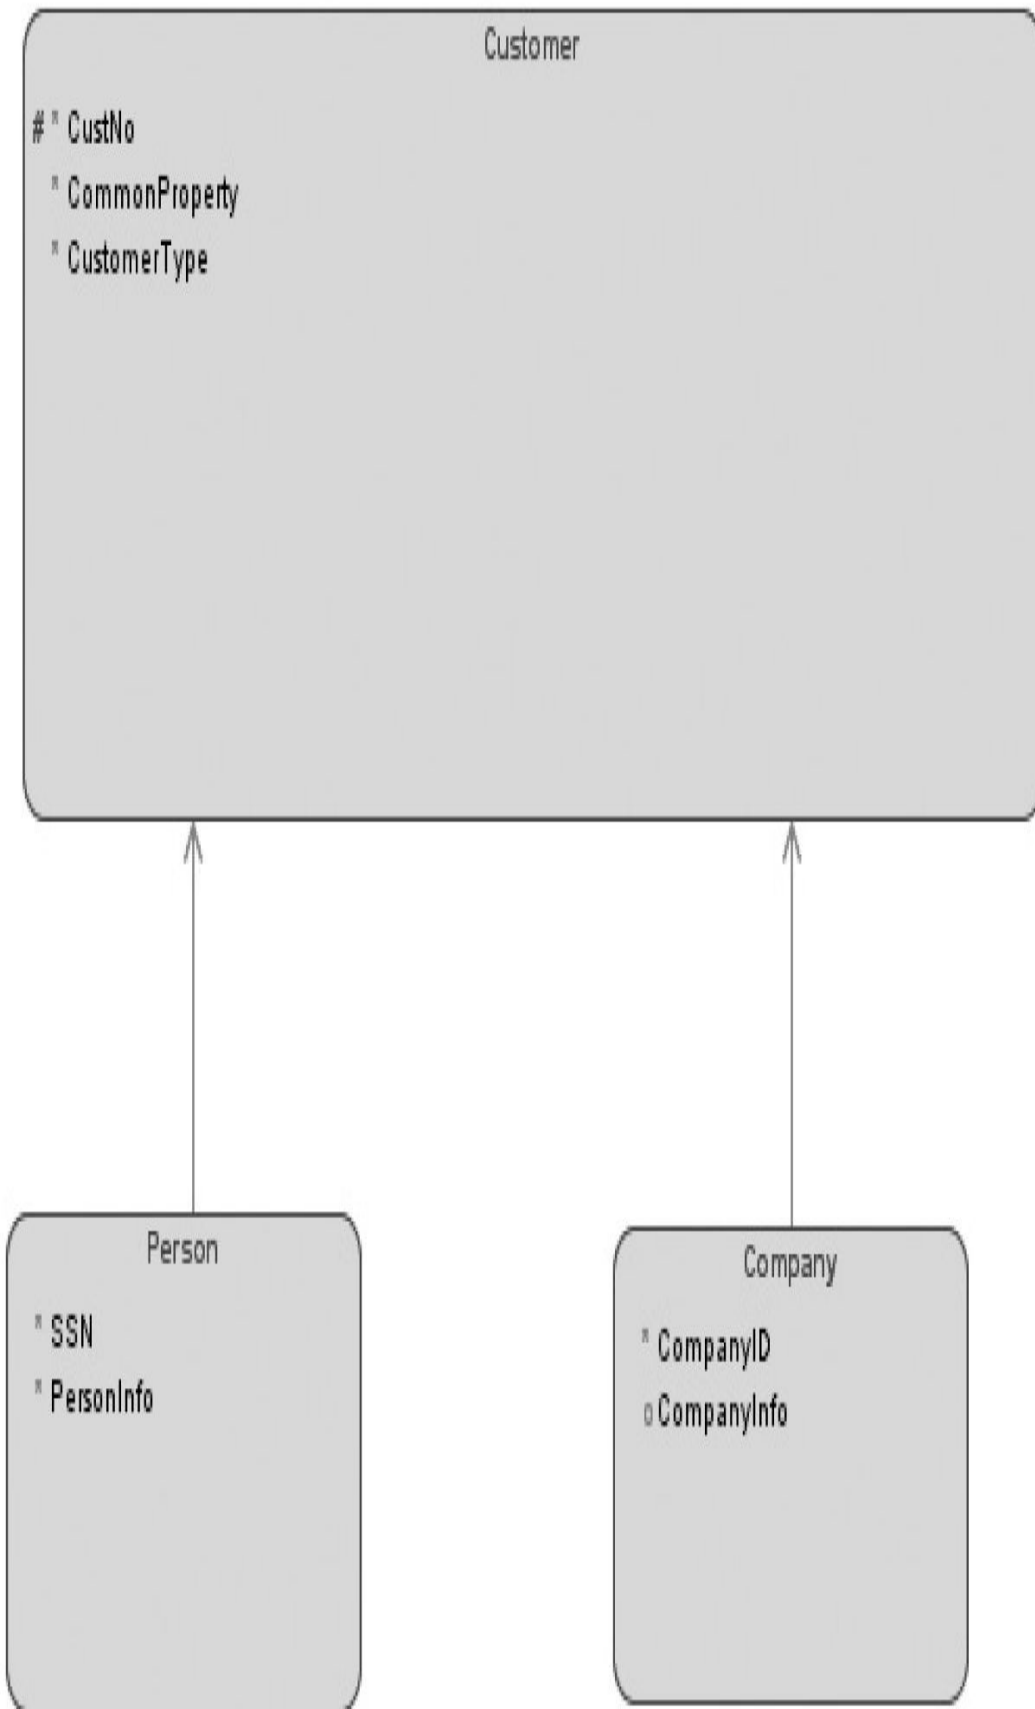 Customer
# * CustNo
* CommonProperty
* CustomerType
Person
* SSN
* PersonInfo
Company
* CompanyID
o CompanyInfo